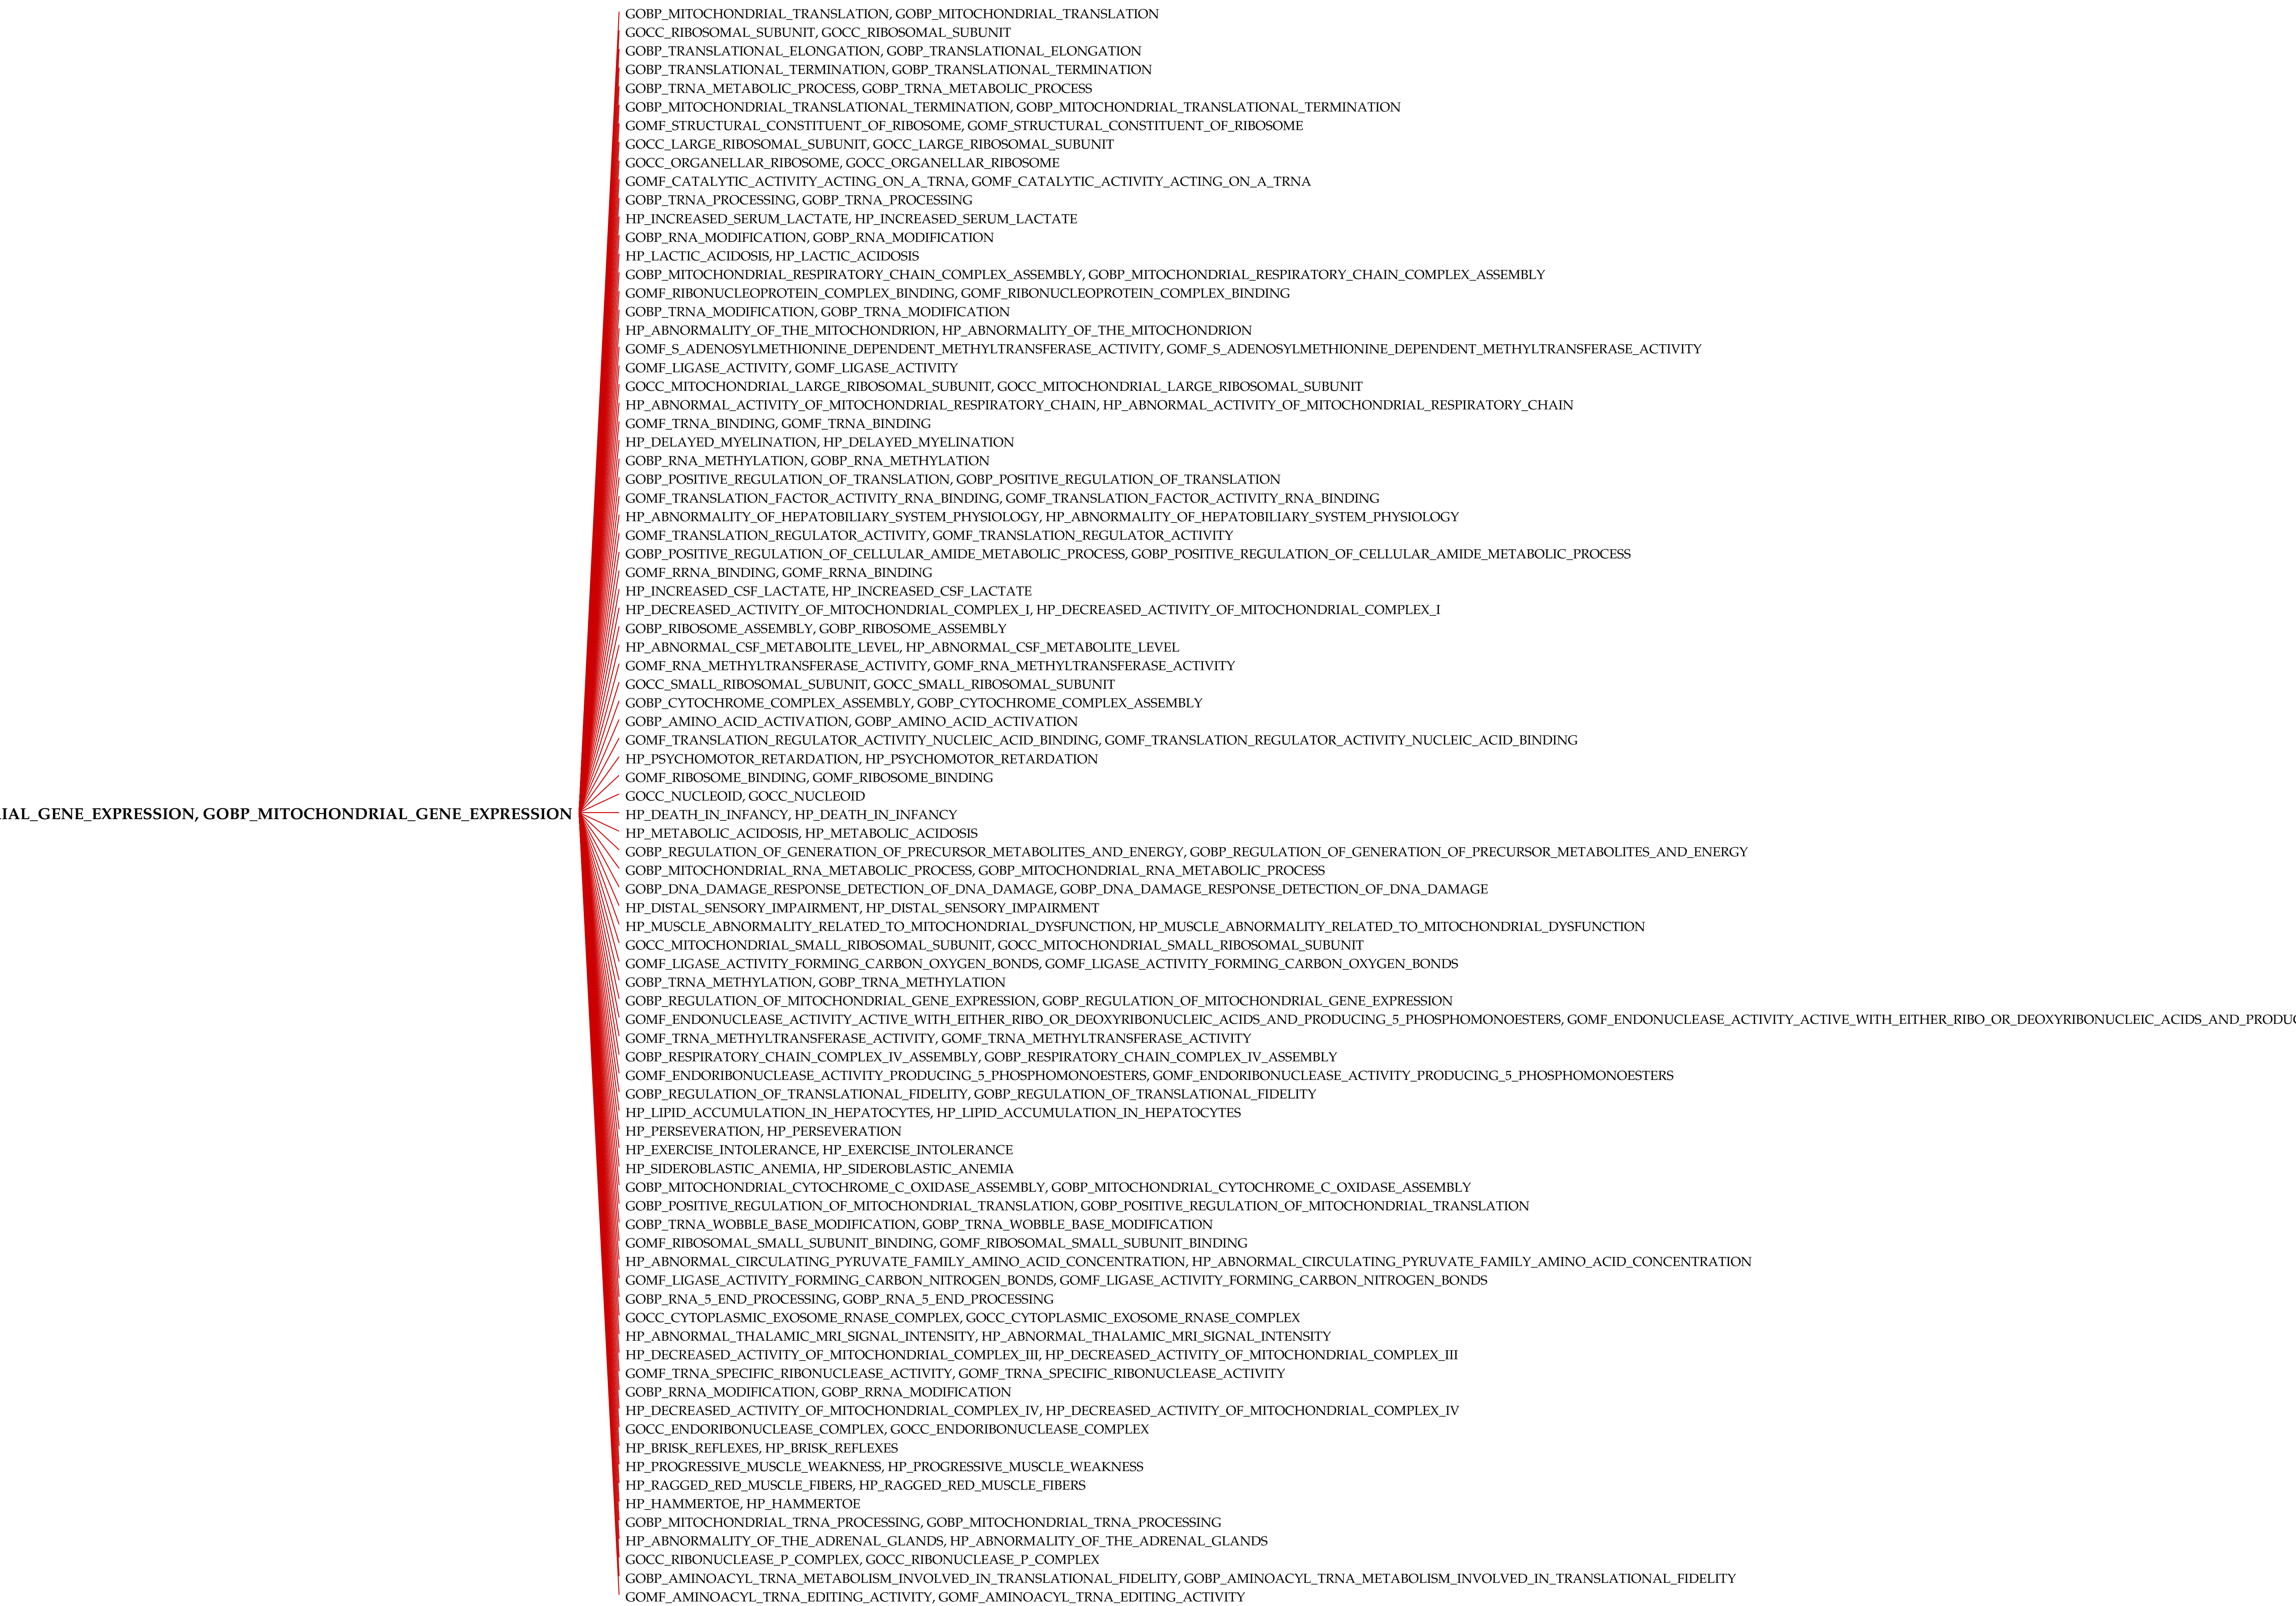 GOBP_MITOCHONDRIAL_TRANSLATION, GOBP_MITOCHONDRIAL_TRANSLATION
GOCC_RIBOSOMAL_SUBUNIT, GOCC_RIBOSOMAL_SUBUNIT
GOBP_TRANSLATIONAL_ELONGATION, GOBP_TRANSLATIONAL_ELONGATION
GOBP_TRANSLATIONAL_TERMINATION, GOBP_TRANSLATIONAL_TERMINATION
GOBP_TRNA_METABOLIC_PROCESS, GOBP_TRNA_METABOLIC_PROCESS
GOBP_MITOCHONDRIAL_TRANSLATIONAL_TERMINATION, GOBP_MITOCHONDRIAL_TRANSLATIONAL_TERMINATION
GOMF_STRUCTURAL_CONSTITUENT_OF_RIBOSOME, GOMF_STRUCTURAL_CONSTITUENT_OF_RIBOSOME
GOCC_LARGE_RIBOSOMAL_SUBUNIT, GOCC_LARGE_RIBOSOMAL_SUBUNIT
GOCC_ORGANELLAR_RIBOSOME, GOCC_ORGANELLAR_RIBOSOME
GOMF_CATALYTIC_ACTIVITY_ACTING_ON_A_TRNA, GOMF_CATALYTIC_ACTIVITY_ACTING_ON_A_TRNA
GOBP_TRNA_PROCESSING, GOBP_TRNA_PROCESSING
HP_INCREASED_SERUM_LACTATE, HP_INCREASED_SERUM_LACTATE
GOBP_RNA_MODIFICATION, GOBP_RNA_MODIFICATION
HP_LACTIC_ACIDOSIS, HP_LACTIC_ACIDOSIS
GOBP_MITOCHONDRIAL_RESPIRATORY_CHAIN_COMPLEX_ASSEMBLY, GOBP_MITOCHONDRIAL_RESPIRATORY_CHAIN_COMPLEX_ASSEMBLY
GOMF_RIBONUCLEOPROTEIN_COMPLEX_BINDING, GOMF_RIBONUCLEOPROTEIN_COMPLEX_BINDING
GOBP_TRNA_MODIFICATION, GOBP_TRNA_MODIFICATION
HP_ABNORMALITY_OF_THE_MITOCHONDRION, HP_ABNORMALITY_OF_THE_MITOCHONDRION
GOMF_S_ADENOSYLMETHIONINE_DEPENDENT_METHYLTRANSFERASE_ACTIVITY, GOMF_S_ADENOSYLMETHIONINE_DEPENDENT_METHYLTRANSFERASE_ACTIVITY
GOMF_LIGASE_ACTIVITY, GOMF_LIGASE_ACTIVITY
GOCC_MITOCHONDRIAL_LARGE_RIBOSOMAL_SUBUNIT, GOCC_MITOCHONDRIAL_LARGE_RIBOSOMAL_SUBUNIT
HP_ABNORMAL_ACTIVITY_OF_MITOCHONDRIAL_RESPIRATORY_CHAIN, HP_ABNORMAL_ACTIVITY_OF_MITOCHONDRIAL_RESPIRATORY_CHAIN
GOMF_TRNA_BINDING, GOMF_TRNA_BINDING
HP_DELAYED_MYELINATION, HP_DELAYED_MYELINATION
GOBP_RNA_METHYLATION, GOBP_RNA_METHYLATION
GOBP_POSITIVE_REGULATION_OF_TRANSLATION, GOBP_POSITIVE_REGULATION_OF_TRANSLATION
GOMF_TRANSLATION_FACTOR_ACTIVITY_RNA_BINDING, GOMF_TRANSLATION_FACTOR_ACTIVITY_RNA_BINDING
HP_ABNORMALITY_OF_HEPATOBILIARY_SYSTEM_PHYSIOLOGY, HP_ABNORMALITY_OF_HEPATOBILIARY_SYSTEM_PHYSIOLOGY
GOMF_TRANSLATION_REGULATOR_ACTIVITY, GOMF_TRANSLATION_REGULATOR_ACTIVITY
GOBP_POSITIVE_REGULATION_OF_CELLULAR_AMIDE_METABOLIC_PROCESS, GOBP_POSITIVE_REGULATION_OF_CELLULAR_AMIDE_METABOLIC_PROCESS
GOMF_RRNA_BINDING, GOMF_RRNA_BINDING
HP_INCREASED_CSF_LACTATE, HP_INCREASED_CSF_LACTATE
HP_DECREASED_ACTIVITY_OF_MITOCHONDRIAL_COMPLEX_I, HP_DECREASED_ACTIVITY_OF_MITOCHONDRIAL_COMPLEX_I
GOBP_RIBOSOME_ASSEMBLY, GOBP_RIBOSOME_ASSEMBLY
HP_ABNORMAL_CSF_METABOLITE_LEVEL, HP_ABNORMAL_CSF_METABOLITE_LEVEL
GOMF_RNA_METHYLTRANSFERASE_ACTIVITY, GOMF_RNA_METHYLTRANSFERASE_ACTIVITY
GOCC_SMALL_RIBOSOMAL_SUBUNIT, GOCC_SMALL_RIBOSOMAL_SUBUNIT
GOBP_CYTOCHROME_COMPLEX_ASSEMBLY, GOBP_CYTOCHROME_COMPLEX_ASSEMBLY
GOBP_AMINO_ACID_ACTIVATION, GOBP_AMINO_ACID_ACTIVATION
GOMF_TRANSLATION_REGULATOR_ACTIVITY_NUCLEIC_ACID_BINDING, GOMF_TRANSLATION_REGULATOR_ACTIVITY_NUCLEIC_ACID_BINDING
HP_PSYCHOMOTOR_RETARDATION, HP_PSYCHOMOTOR_RETARDATION
GOMF_RIBOSOME_BINDING, GOMF_RIBOSOME_BINDING
GOCC_NUCLEOID, GOCC_NUCLEOID
IAL_GENE_EXPRESSION, GOBP_MITOCHONDRIAL_GENE_EXPRESSION
HP_DEATH_IN_INFANCY, HP_DEATH_IN_INFANCY
HP_METABOLIC_ACIDOSIS, HP_METABOLIC_ACIDOSIS
GOBP_REGULATION_OF_GENERATION_OF_PRECURSOR_METABOLITES_AND_ENERGY, GOBP_REGULATION_OF_GENERATION_OF_PRECURSOR_METABOLITES_AND_ENERGY
GOBP_MITOCHONDRIAL_RNA_METABOLIC_PROCESS, GOBP_MITOCHONDRIAL_RNA_METABOLIC_PROCESS
GOBP_DNA_DAMAGE_RESPONSE_DETECTION_OF_DNA_DAMAGE, GOBP_DNA_DAMAGE_RESPONSE_DETECTION_OF_DNA_DAMAGE
HP_DISTAL_SENSORY_IMPAIRMENT, HP_DISTAL_SENSORY_IMPAIRMENT
HP_MUSCLE_ABNORMALITY_RELATED_TO_MITOCHONDRIAL_DYSFUNCTION, HP_MUSCLE_ABNORMALITY_RELATED_TO_MITOCHONDRIAL_DYSFUNCTION
GOCC_MITOCHONDRIAL_SMALL_RIBOSOMAL_SUBUNIT, GOCC_MITOCHONDRIAL_SMALL_RIBOSOMAL_SUBUNIT
GOMF_LIGASE_ACTIVITY_FORMING_CARBON_OXYGEN_BONDS, GOMF_LIGASE_ACTIVITY_FORMING_CARBON_OXYGEN_BONDS
GOBP_TRNA_METHYLATION, GOBP_TRNA_METHYLATION
GOBP_REGULATION_OF_MITOCHONDRIAL_GENE_EXPRESSION, GOBP_REGULATION_OF_MITOCHONDRIAL_GENE_EXPRESSION
GOMF_ENDONUCLEASE_ACTIVITY_ACTIVE_WITH_EITHER_RIBO_OR_DEOXYRIBONUCLEIC_ACIDS_AND_PRODUCING_5_PHOSPHOMONOESTERS, GOMF_ENDONUCLEASE_ACTIVITY_ACTIVE_WITH_EITHER_RIBO_OR_DEOXYRIBONUCLEIC_ACIDS_AND_PRODUC
GOMF_TRNA_METHYLTRANSFERASE_ACTIVITY, GOMF_TRNA_METHYLTRANSFERASE_ACTIVITY
GOBP_RESPIRATORY_CHAIN_COMPLEX_IV_ASSEMBLY, GOBP_RESPIRATORY_CHAIN_COMPLEX_IV_ASSEMBLY
GOMF_ENDORIBONUCLEASE_ACTIVITY_PRODUCING_5_PHOSPHOMONOESTERS, GOMF_ENDORIBONUCLEASE_ACTIVITY_PRODUCING_5_PHOSPHOMONOESTERS
GOBP_REGULATION_OF_TRANSLATIONAL_FIDELITY, GOBP_REGULATION_OF_TRANSLATIONAL_FIDELITY
HP_LIPID_ACCUMULATION_IN_HEPATOCYTES, HP_LIPID_ACCUMULATION_IN_HEPATOCYTES
HP_PERSEVERATION, HP_PERSEVERATION
HP_EXERCISE_INTOLERANCE, HP_EXERCISE_INTOLERANCE
HP_SIDEROBLASTIC_ANEMIA, HP_SIDEROBLASTIC_ANEMIA
GOBP_MITOCHONDRIAL_CYTOCHROME_C_OXIDASE_ASSEMBLY, GOBP_MITOCHONDRIAL_CYTOCHROME_C_OXIDASE_ASSEMBLY
GOBP_POSITIVE_REGULATION_OF_MITOCHONDRIAL_TRANSLATION, GOBP_POSITIVE_REGULATION_OF_MITOCHONDRIAL_TRANSLATION
GOBP_TRNA_WOBBLE_BASE_MODIFICATION, GOBP_TRNA_WOBBLE_BASE_MODIFICATION
GOMF_RIBOSOMAL_SMALL_SUBUNIT_BINDING, GOMF_RIBOSOMAL_SMALL_SUBUNIT_BINDING
HP_ABNORMAL_CIRCULATING_PYRUVATE_FAMILY_AMINO_ACID_CONCENTRATION, HP_ABNORMAL_CIRCULATING_PYRUVATE_FAMILY_AMINO_ACID_CONCENTRATION
GOMF_LIGASE_ACTIVITY_FORMING_CARBON_NITROGEN_BONDS, GOMF_LIGASE_ACTIVITY_FORMING_CARBON_NITROGEN_BONDS
GOBP_RNA_5_END_PROCESSING, GOBP_RNA_5_END_PROCESSING
GOCC_CYTOPLASMIC_EXOSOME_RNASE_COMPLEX, GOCC_CYTOPLASMIC_EXOSOME_RNASE_COMPLEX
HP_ABNORMAL_THALAMIC_MRI_SIGNAL_INTENSITY, HP_ABNORMAL_THALAMIC_MRI_SIGNAL_INTENSITY
HP_DECREASED_ACTIVITY_OF_MITOCHONDRIAL_COMPLEX_III, HP_DECREASED_ACTIVITY_OF_MITOCHONDRIAL_COMPLEX_III
GOMF_TRNA_SPECIFIC_RIBONUCLEASE_ACTIVITY, GOMF_TRNA_SPECIFIC_RIBONUCLEASE_ACTIVITY
GOBP_RRNA_MODIFICATION, GOBP_RRNA_MODIFICATION
HP_DECREASED_ACTIVITY_OF_MITOCHONDRIAL_COMPLEX_IV, HP_DECREASED_ACTIVITY_OF_MITOCHONDRIAL_COMPLEX_IV
GOCC_ENDORIBONUCLEASE_COMPLEX, GOCC_ENDORIBONUCLEASE_COMPLEX
HP_BRISK_REFLEXES, HP_BRISK_REFLEXES
HP_PROGRESSIVE_MUSCLE_WEAKNESS, HP_PROGRESSIVE_MUSCLE_WEAKNESS
HP_RAGGED_RED_MUSCLE_FIBERS, HP_RAGGED_RED_MUSCLE_FIBERS
HP_HAMMERTOE, HP_HAMMERTOE
GOBP_MITOCHONDRIAL_TRNA_PROCESSING, GOBP_MITOCHONDRIAL_TRNA_PROCESSING
HP_ABNORMALITY_OF_THE_ADRENAL_GLANDS, HP_ABNORMALITY_OF_THE_ADRENAL_GLANDS
GOCC_RIBONUCLEASE_P_COMPLEX, GOCC_RIBONUCLEASE_P_COMPLEX
GOBP_AMINOACYL_TRNA_METABOLISM_INVOLVED_IN_TRANSLATIONAL_FIDELITY, GOBP_AMINOACYL_TRNA_METABOLISM_INVOLVED_IN_TRANSLATIONAL_FIDELITY
GOMF_AMINOACYL_TRNA_EDITING_ACTIVITY, GOMF_AMINOACYL_TRNA_EDITING_ACTIVITY